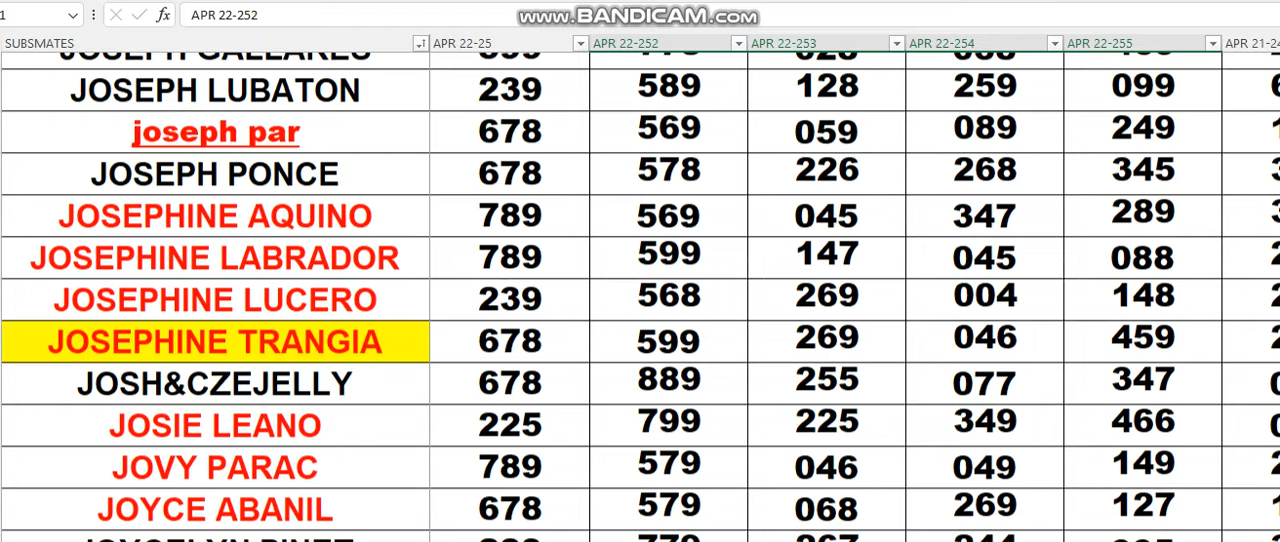 1 fx APR 22-252
www.BANDICAM.com
SUBSMATES APR 22-25 APR 22-252 APR 22-253 APR 22-254 APR 22-255 APR 21-24
JOSEPH GALLARES
JOSEPH LUBATON 239 589 128 259 099
joseph par 678 569 059 089 249
JOSEPH PONCE 678 578 226 268 345
JOSEPHINE AQUINO 789 569 045 347 289
JOSEPHINE LABRADOR 789 599 147 045 088
JOSEPHINE LUCERO 239 568 269 004 148
JOSEPHINE TRANGIA 678 599 269 046 459
JOSH&CZEJELLY 678 889 255 077 347
JOSIE LEANO 225 799 225 349 466
JOVY PARAC 789 579 046 049 149
JOYCE ABANIL 678 579 068 269 127